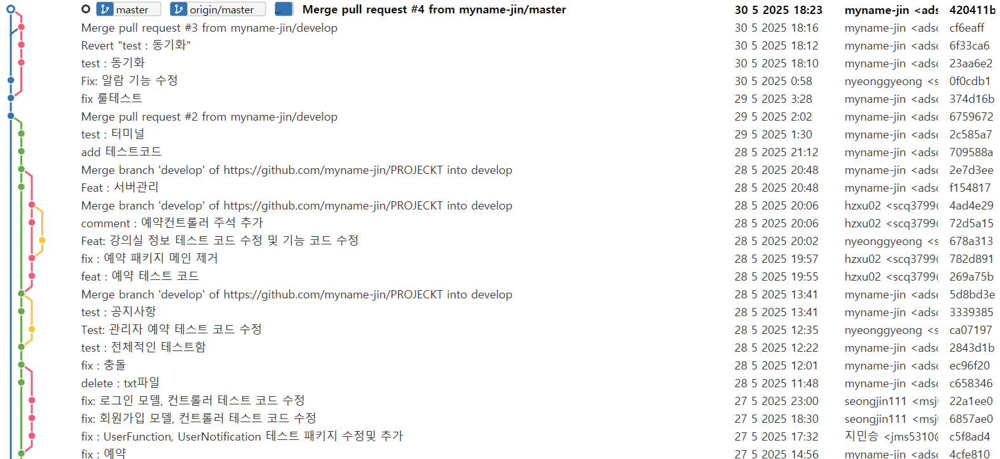 master origin/master ... Merge pull request #4 from myname-jin/master 30 5 2025 18:23 myname-jin <ads 420411b
Merge pull request #3 from myname-jin/develop 30 5 2025 18:16 myname-jin <ads cf6eaff
Revert "test : 동기화" 30 5 2025 18:12 myname-jin <ads 6f33ca6
test : 동기화 30 5 2025 18:10 myname-jin <ads 23aa6e2
Fix: 알람 기능 수정 30 5 2025 0:58 nyeonggyeong <s 0f0cdb1
fix 룰테스트 29 5 2025 3:28 myname-jin <ads 374d16b
Merge pull request #2 from myname-jin/develop 29 5 2025 2:02 myname-jin <ads 6759672
test : 터미널 29 5 2025 1:30 myname-jin <ads 2c585a7
add 테스트코드 28 5 2025 21:12 myname-jin <ads 709588a
Merge branch 'develop' of https://github.com/myname-jin/PROJECKT into develop 28 5 2025 20:48 myname-jin <ads 2e7d3ee
Feat : 서버관리 28 5 2025 20:48 myname-jin <ads f154817
Merge branch 'develop' of https://github.com/myname-jin/PROJECKT into develop 28 5 2025 20:06 hzxu02 <scq3799( 4ad4e29
comment : 예약컨트롤러 주석 추가 28 5 2025 20:06 hzxu02 <scq3799( 72d5a15
Feat: 강의실 정보 테스트 코드 수정 및 기능 코드 수정 28 5 2025 20:02 nyeonggyeong <s 678a313
fix : 예약 패키지 메인 제거 28 5 2025 19:57 hzxu02 <scq3799( 782d891
feat : 예약 테스트 코드 28 5 2025 19:55 hzxu02 <scq3799( 269a75b
Merge branch 'develop' of https://github.com/myname-jin/PROJECKT into develop 28 5 2025 13:41 myname-jin <ads 5d8bd3e
test : 공지사항 28 5 2025 13:41 myname-jin <ads 3339385
Test: 관리자 예약 테스트 코드 수정 28 5 2025 12:35 nyeonggyeong <s ca07197
test : 전체적인 테스트함 28 5 2025 12:22 myname-jin <ads 2843d1b
fix : 충돌 28 5 2025 12:01 myname-jin <ads ec96f20
delete : txt파일 28 5 2025 11:48 myname-jin <ads c658346
fix: 로그인 모델, 컨트롤러 테스트 코드 수정 27 5 2025 23:00 seongjin111 <msj 22a1ee0
fix: 회원가입 모델, 컨트롤러 테스트 코드 수정 27 5 2025 18:30 seongjin111 <msj 6857ae0
fix : UserFunction, UserNotification 테스트 패키지 수정및 추가 27 5 2025 17:32 지민승 <jms5310@ c5f8ad4
fix : 예약 27 5 2025 14:56 myname-jin <ads 4cfe810